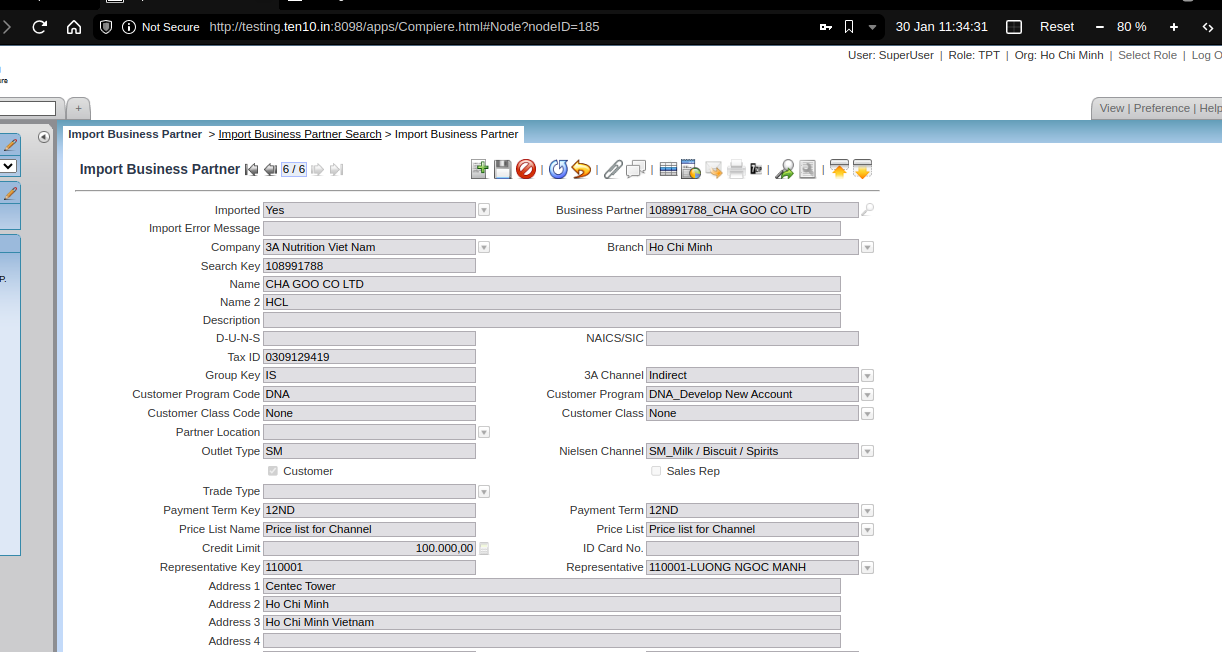 Not Secure http://testing.ten10.in:8098/apps/Compiere.html#Node?nodeID=185 30 Jan 11:34:31 Reset 80 %
User: SuperUser | Role: TPT | Org: Ho Chi Minh | Select Role | Log O
+ View | Preference | Help
Import Business Partner > Import Business Partner Search > Import Business Partner
Import Business Partner 6 / 6
Imported Yes Business Partner 108991788_CHA GOO CO LTD
Import Error Message
Company 3A Nutrition Viet Nam Branch Ho Chi Minh
Search Key 108991788
Name CHA GOO CO LTD
Name 2 HCL
Description
D-U-N-S NAICS/SIC
Tax ID 0309129419
Group Key IS 3A Channel Indirect
Customer Program Code DNA Customer Program DNA_Develop New Account
Customer Class Code None Customer Class None
Partner Location
Outlet Type SM Nielsen Channel SM_Milk / Biscuit / Spirits
Customer Sales Rep
Trade Type
Payment Term Key 12ND Payment Term 12ND
Price List Name Price list for Channel Price List Price list for Channel
Credit Limit 100.000,00 ID Card No.
Representative Key 110001 Representative 110001-LUONG NGOC MANH
Address 1 Centec Tower
Address 2 Ho Chi Minh
Address 3 Ho Chi Minh Vietnam
Address 4